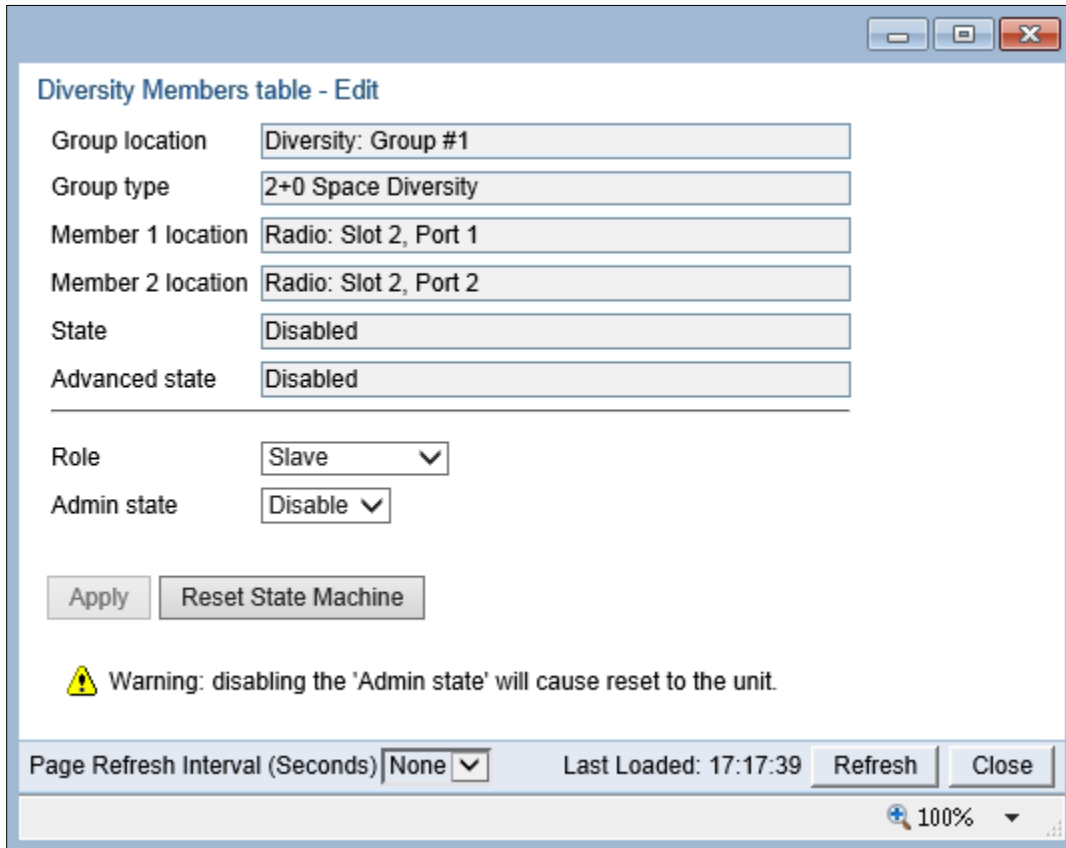 Diversity Members table - Edit
Group location Diversity: Group #1
Group type 2+0 Space Diversity
Member 1 location Radio: Slot 2, Port 1
Member 2 location Radio: Slot 2, Port 2
State Disabled
Advanced state Disabled
Role Slave
Admin state Disable
Apply Reset State Machine
Warning: disabling the 'Admin state' will cause reset to the unit.
Page Refresh Interval (Seconds) None Last Loaded: 17:17:39 Refresh Close
100%